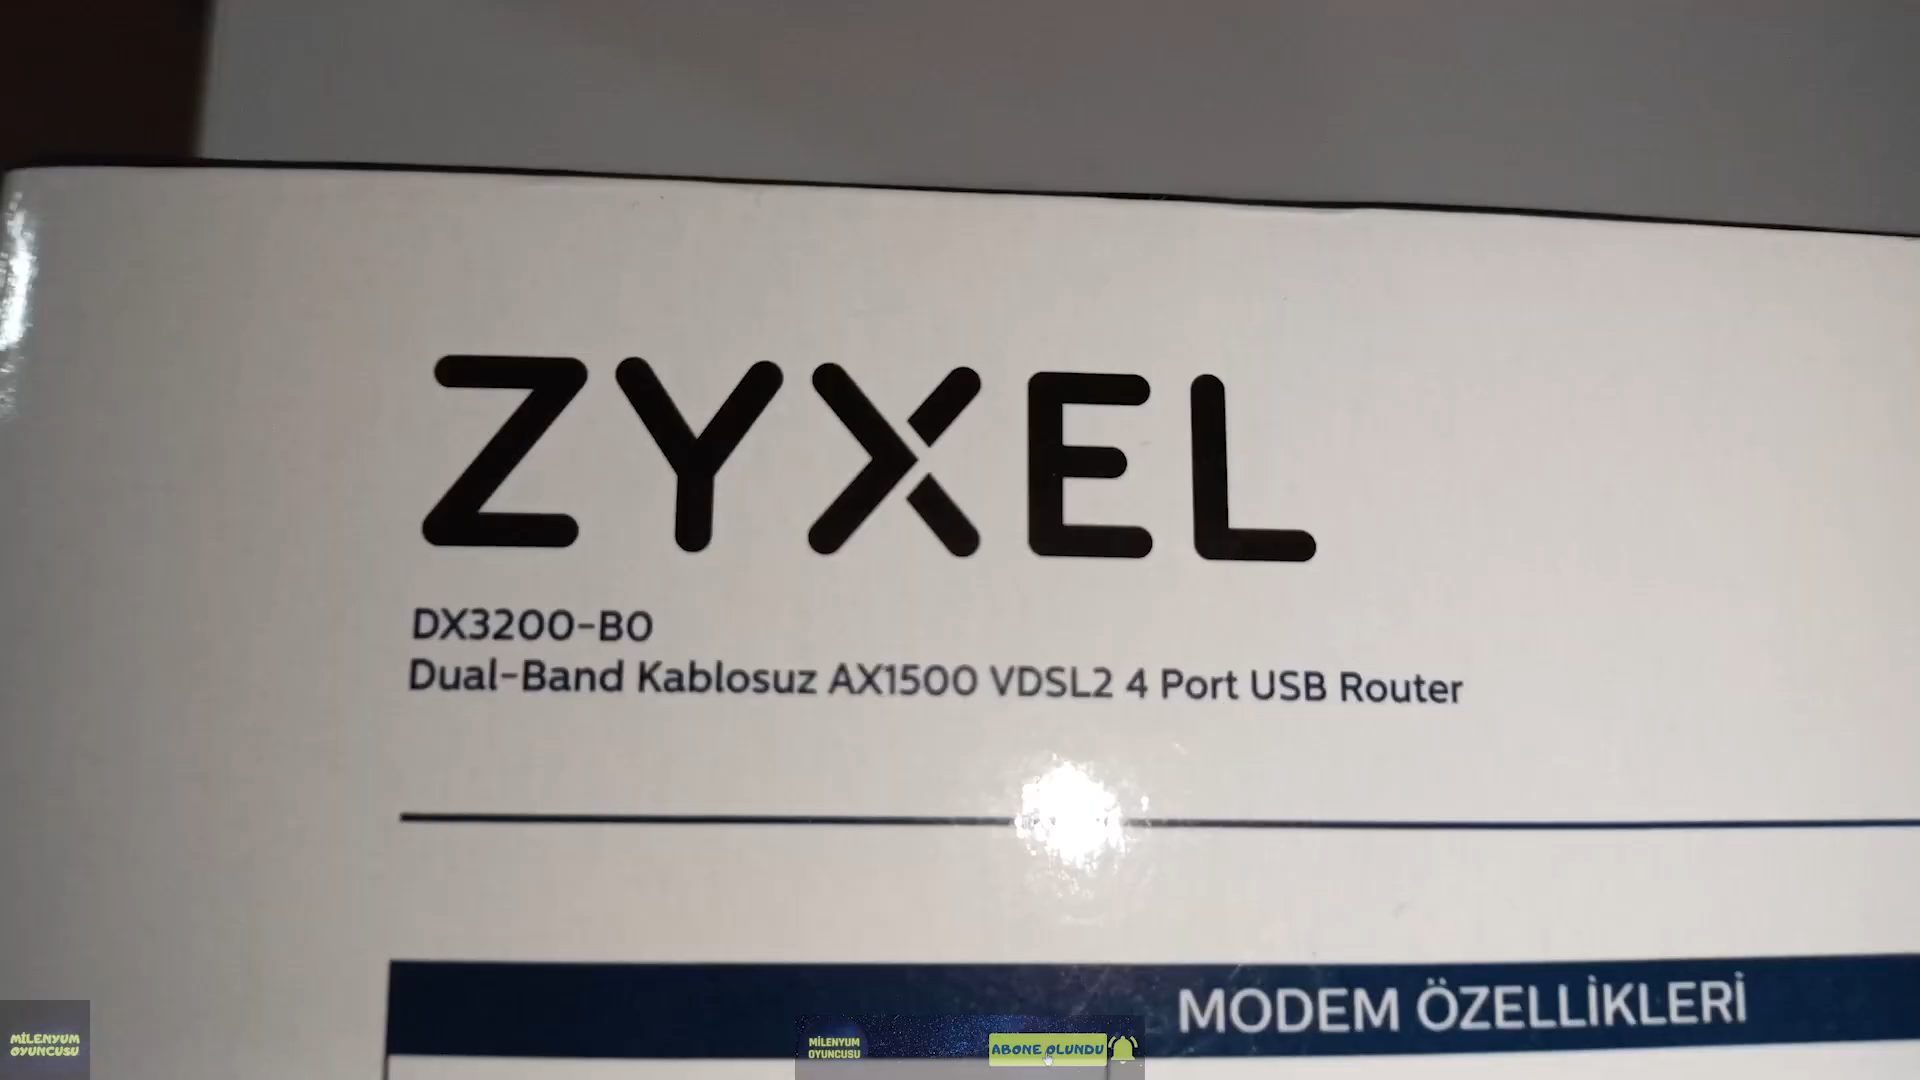 ZYXEL
DX3200-B0
Dual-Band Kablosuz AX1500 VDSL2 4 Port USB Router
MODEM ÖZELLİKLERİ
MİLENYUM
OYUNCUSU
MİLENYUM
OYUNCUSU
ABONE OLUNDU